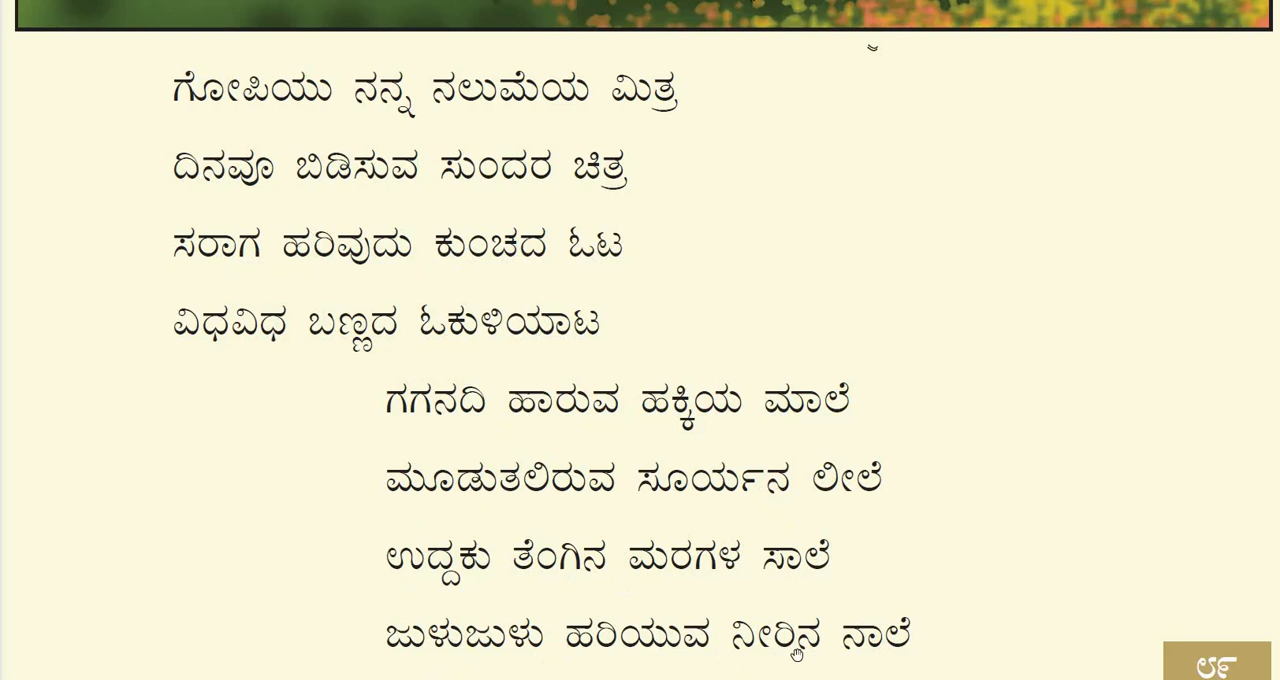 ಗೋಪಿಯು ನನ್ನ ನಲುಮೆಯ ಮಿತ್ರ
ದಿನವೂ ಬಿಡಿಸುವ ಸುಂದರ ಚಿತ್ರ
ಸರಾಗ ಹರಿವುದು ಕುಂಚದ ಓಟ
ವಿಧವಿಧ ಬಣ್ಣದ ಓಕುಳಿಯಾಟ
ಗಗನದಿ ಹಾರುವ ಹಕ್ಕಿಯ ಮಾಲೆ
ಮೂಡುತಲಿರುವ ಸೂರ್ಯನ ಲೀಲೆ
ಉದ್ದಕು ತೆಂಗಿನ ಮರಗಳ ಸಾಲೆ
ಜುಳುಜುಳು ಹರಿಯುವ ನೀರಿನ ನಾಲೆ